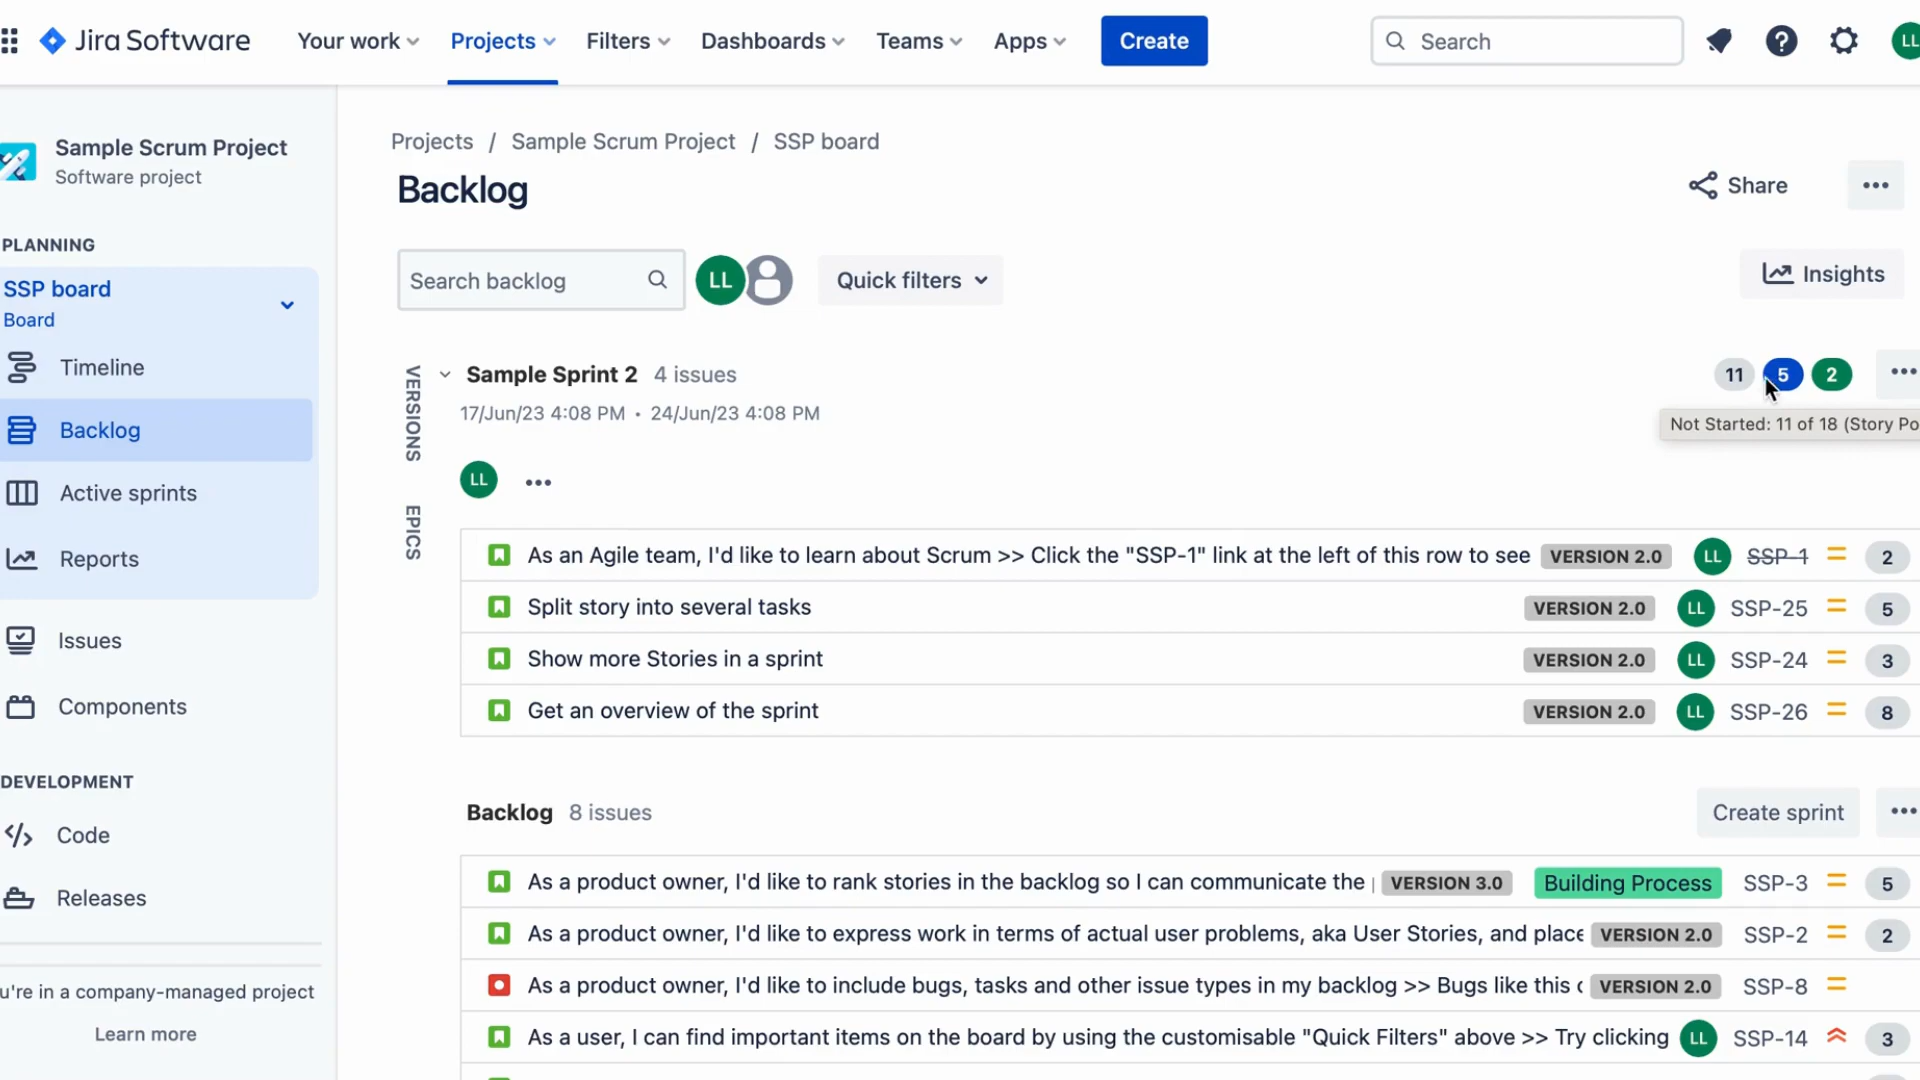 Jira Software
Your work
Projects
Filters
Dashboards
Teams
Apps
Create
Search
LL
Sample Scrum Project
Software project
PLANNING
SSP board
Board
Timeline
Backlog
Active sprints
Reports
Issues
Components
DEVELOPMENT
Code
Releases
u're in a company-managed project
Learn more
Projects / Sample Scrum Project / SSP board
Backlog
Share
Search backlog
LL
Quick filters
Insights
VERSIONS
EPICS
Sample Sprint 2 4 issues
11 5 2
17/Jun/23 4:08 PM • 24/Jun/23 4:08 PM
Not Started: 11 of 18 (Story Po
LL
As an Agile team, I'd like to learn about Scrum >> Click the "SSP-1" link at the left of this row to see VERSION 2.0 LL SSP-1 2
Split story into several tasks VERSION 2.0 LL SSP-25 5
Show more Stories in a sprint VERSION 2.0 LL SSP-24 3
Get an overview of the sprint VERSION 2.0 LL SSP-26 8
Backlog 8 issues
Create sprint
As a product owner, I'd like to rank stories in the backlog so I can communicate the VERSION 3.0 Building Process SSP-3 5
As a product owner, I'd like to express work in terms of actual user problems, aka User Stories, and place VERSION 2.0 SSP-2 2
As a product owner, I'd like to include bugs, tasks and other issue types in my backlog >> Bugs like this VERSION 2.0 SSP-8
As a user, I can find important items on the board by using the customisable "Quick Filters" above >> Try clicking LL SSP-14 3